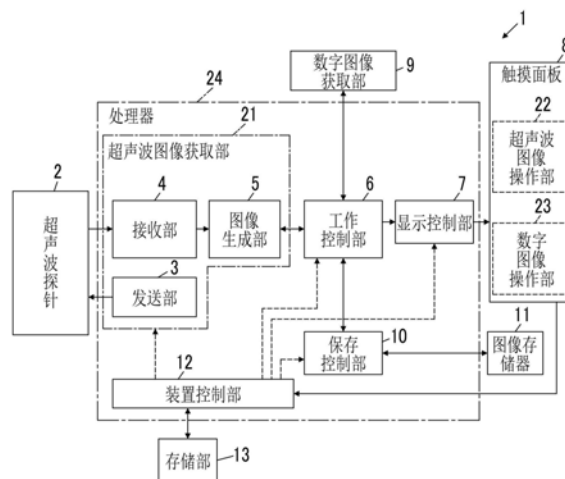 1
8
触摸面板
9
数字图像
获取部
24
处理器
21
超声波图像获取部
22
超声波
图像
操作部
2
超声波探针
4
接收部
5
图像
生成部
6
工作
控制部
7
显示控制部
23
数字
图像
操作部
3
发送部
10
保存
控制部
11
图像存
储器
12
装置控制部
存储部
13